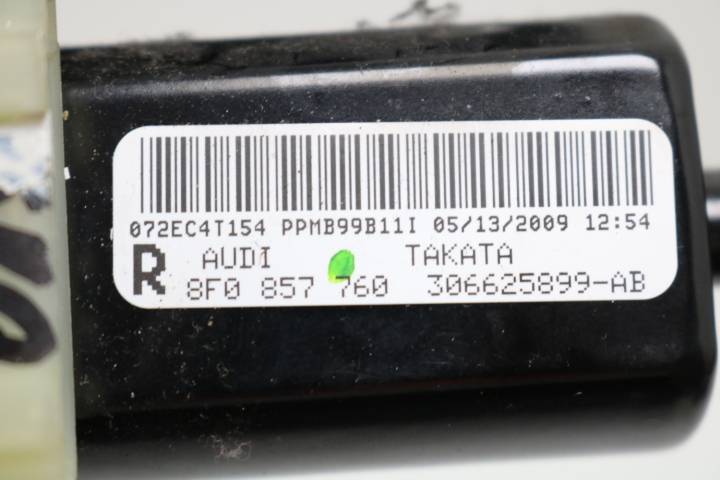 072EC4T154 PPMB99B11I 05/13/2009 12:54
R AUDI TAKATA
8F0 857 760 306625899-AB